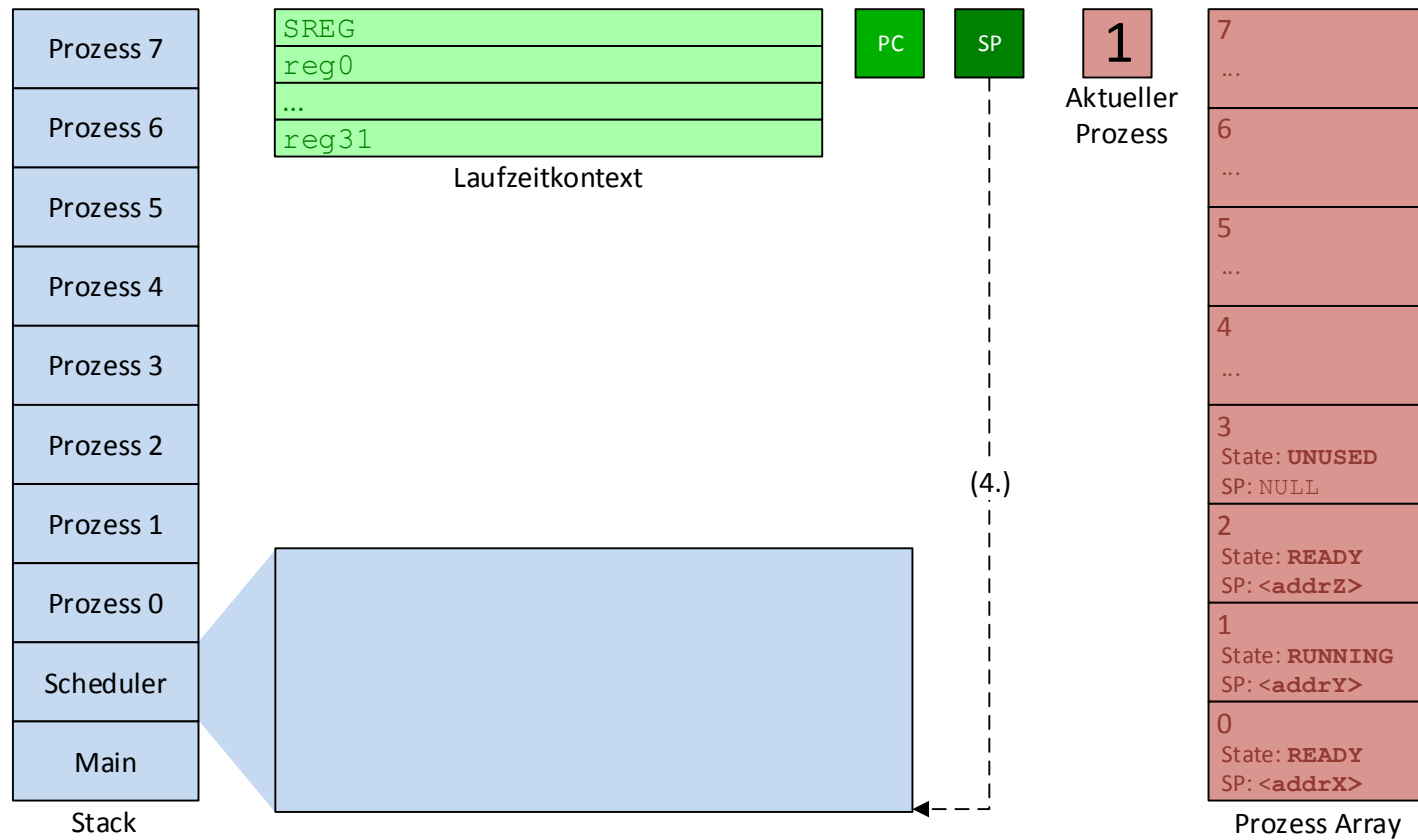 Prozess 7
Prozess 6
Prozess 5
Prozess 4
Prozess 3
Prozess 2
Prozess 1
Prozess 0
Scheduler
Main
Stack
SREG
reg0
...
reg31
Laufzeitkontext
PC
SP
(4.)
1
Aktueller
Prozess
7
...
6
...
5
...
4
...
3
State: UNUSED
SP: NULL
2
State: READY
SP: <addrZ>
1
State: RUNNING
SP: <addrY>
0
State: READY
SP: <addrX>
Prozess Array